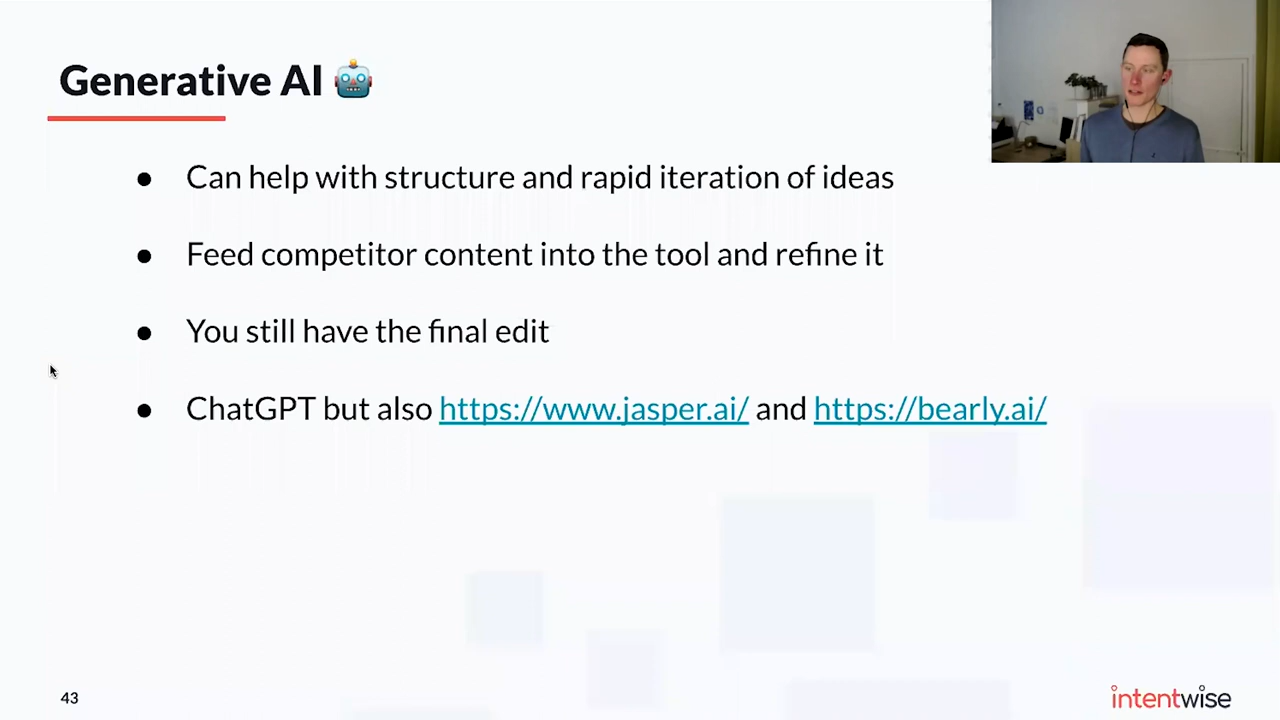 Generative AI 🤖
● Can help with structure and rapid iteration of ideas
● Feed competitor content into the tool and refine it
● You still have the final edit
● ChatGPT but also https://www.jasper.ai/ and https://bearly.ai/
43
intentwise